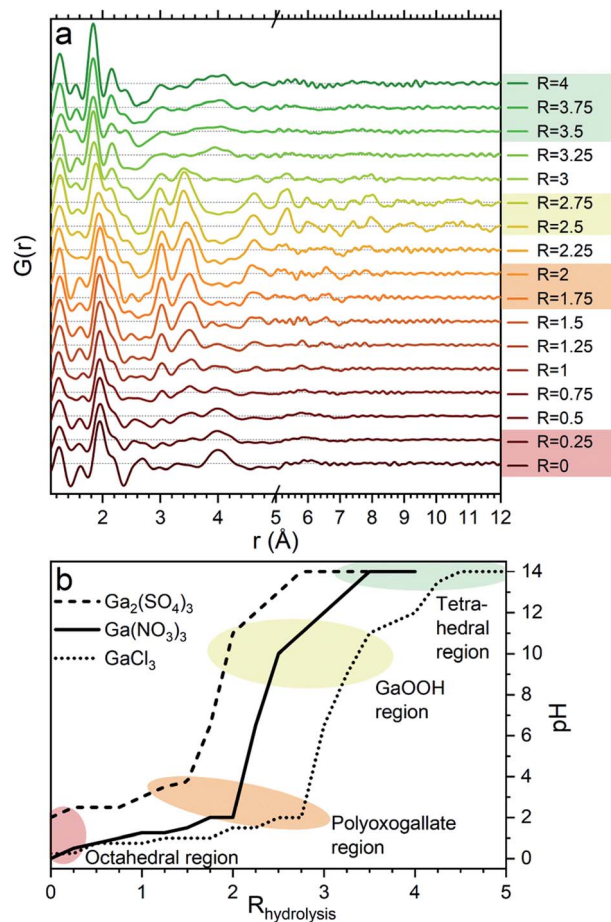 a
R=4
R=3.75
R=3.5
R=3.25
R=3
R=2.75
R=2.5
R=2.25
R=2
R=1.75
R=1.5
R=1.25
R=1
R=0.75
R=0.5
R=0.25
R=0
G(r)
2 3 4 5 6 7 8 9 10 11 12
r (Å)
b
Ga₂(SO₄)₃
Ga(NO₃)₃
GaCl₃
Tetra-
hedral
region
GaOOH
region
Polyoxogallate
region
Octahedral region
14
12
10
8
6
4
2
0
pH
0 1 2 3 4 5
Rhydrolysis